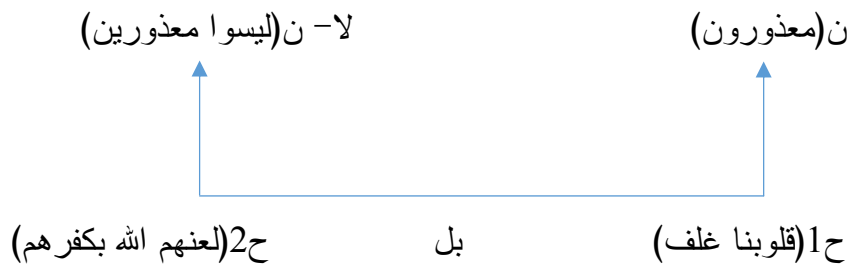 ن(معذورون) لا- ن(ليسوا معذورين)
ح1(قلوبنا غلف) بل ح2(لعنهم الله بكفرهم)